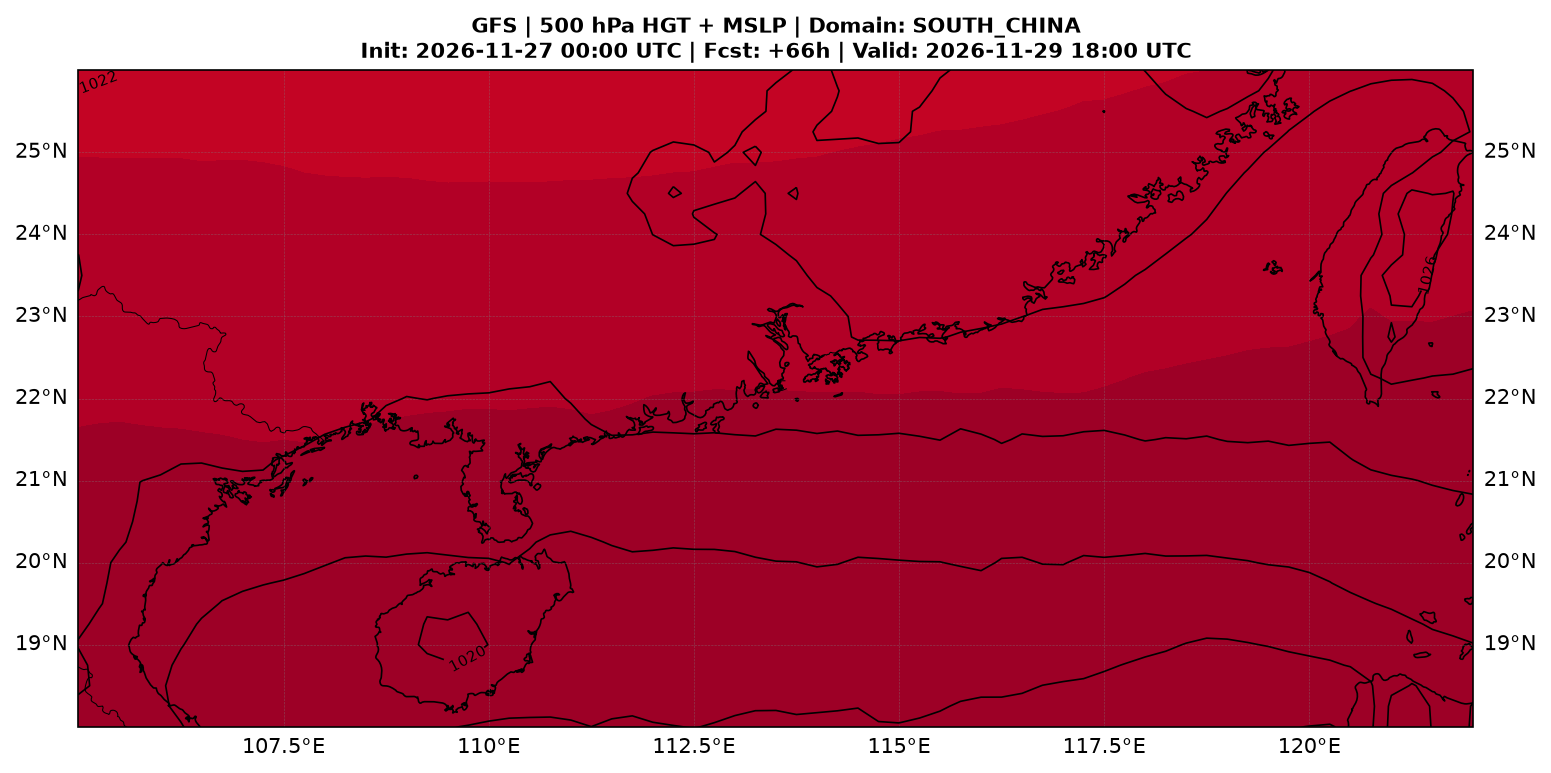 GFS | 500 hPa HGT + MSLP | Domain: SOUTH_CHINA
Init: 2026-11-27 00:00 UTC | Fcst: +66h | Valid: 2026-11-29 18:00 UTC
1022
25°N 25°N
24°N 24°N
1026
23°N 23°N
22°N 22°N
21°N 21°N
20°N 20°N
19°N 19°N
1020
107.5°E 110°E 112.5°E 115°E 117.5°E 120°E